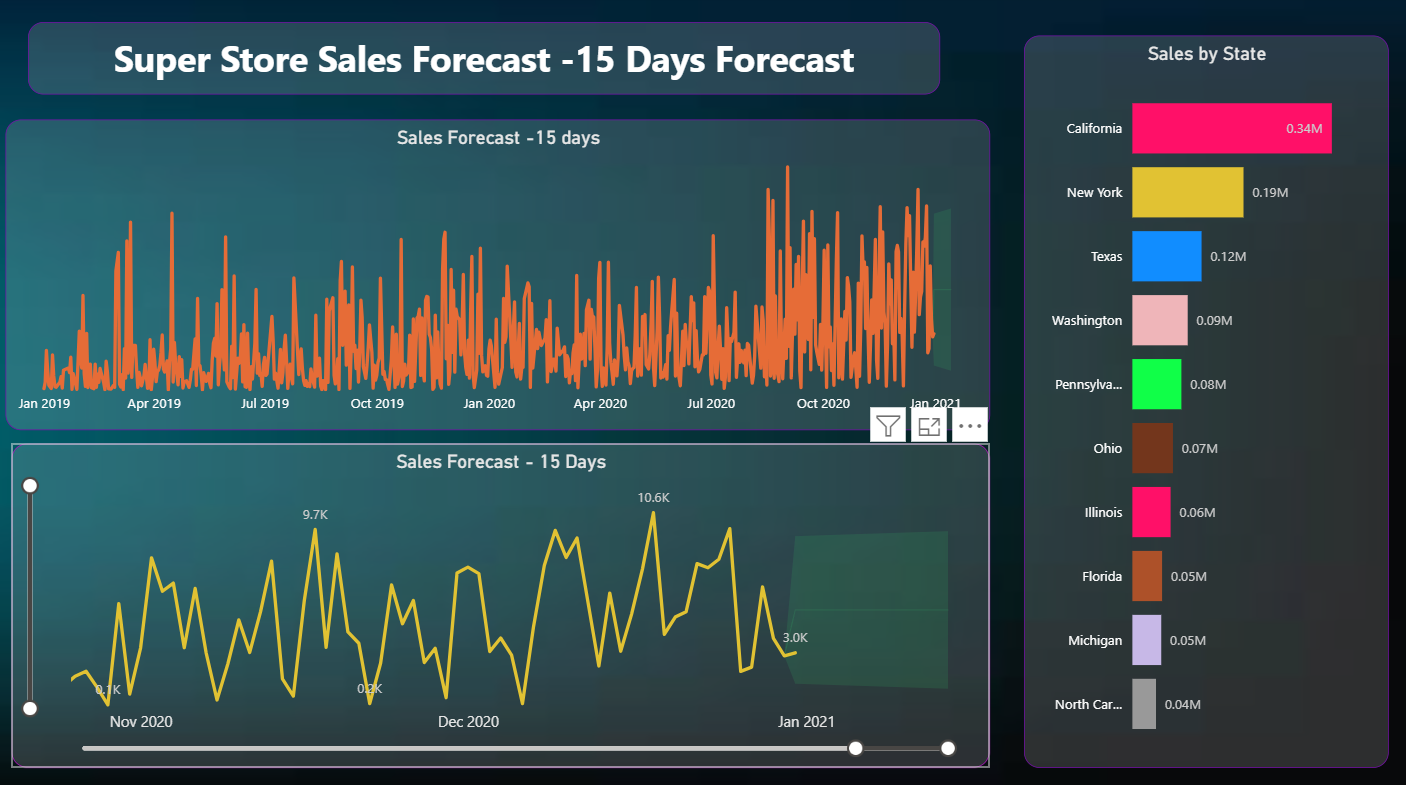 Super Store Sales Forecast -15 Days Forecast
Sales Forecast -15 days
Jan 2019 Apr 2019 Jul 2019 Oct 2019 Jan 2020 Apr 2020 Jul 2020 Oct 2020 Jan 2021
Sales Forecast - 15 Days
10.6K
9.7K
3.0K
0.1K 0.2K
Nov 2020 Dec 2020 Jan 2021
Sales by State
California 0.34M
New York 0.19M
Texas 0.12M
Washington 0.09M
Pennsylva... 0.08M
Ohio 0.07M
Illinois 0.06M
Florida 0.05M
Michigan 0.05M
North Car... 0.04M